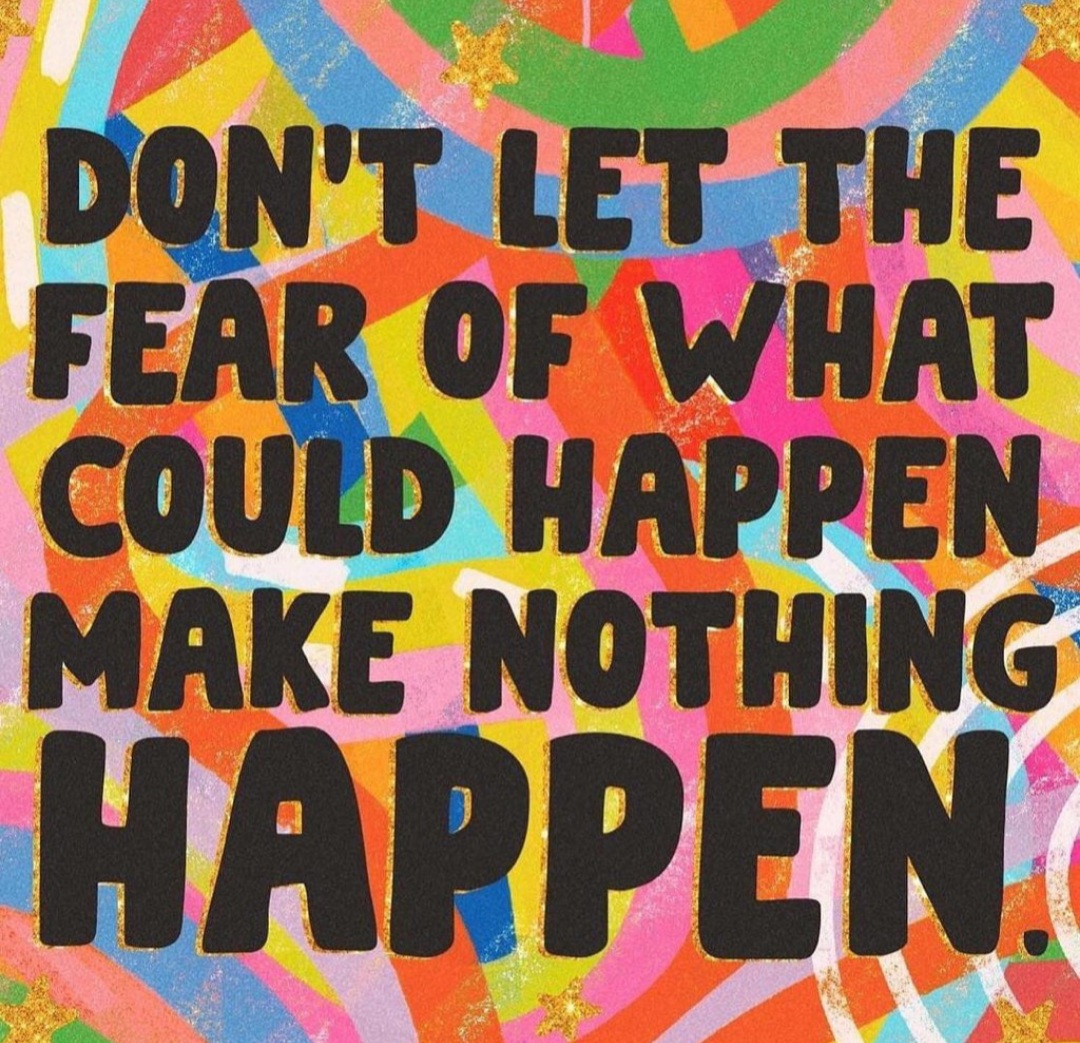 DON'T LET THE
FEAR OF WHAT
COULD HAPPEN
MAKE NOTHING
HAPPEN.